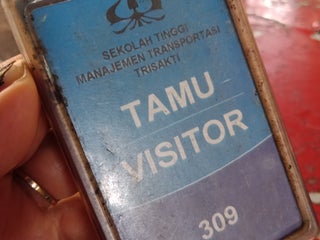 SEKOLAH TINGGI
MANAJEMEN TRANSPORTASI
TRISAKTI
TAMU
VISITOR
309